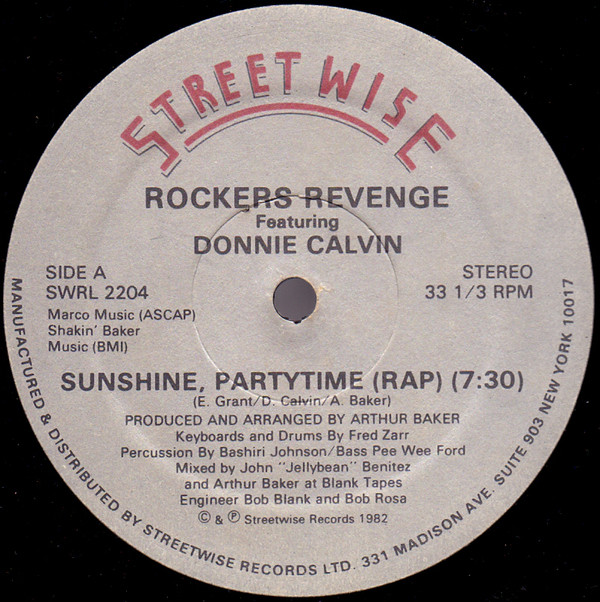 STREETWISE
ROCKERS REVENGE
Featuring
DONNIE CALVIN
SIDE A
SWRL 2204
STEREO
33 1/3 RPM
Marco Music (ASCAP)
Shakin' Baker
Music (BMI)
SUNSHINE, PARTYTIME (RAP) (7:30)
(E. Grant/D. Calvin/A. Baker)
PRODUCED AND ARRANGED BY ARTHUR BAKER
Keyboards and Drums By Fred Zarr
Percussion By Bashiri Johnson/Bass Pee Wee Ford
Mixed by John "Jellybean" Benitez
and Arthur Baker at Blank Tapes
Engineer Bob Blank and Bob Rosa
© & ℗ Streetwise Records 1982
MANUFACTURED & DISTRIBUTED BY STREETWISE RECORDS LTD. 331 MADISON AVE. SUITE 903 NEW YORK 10017